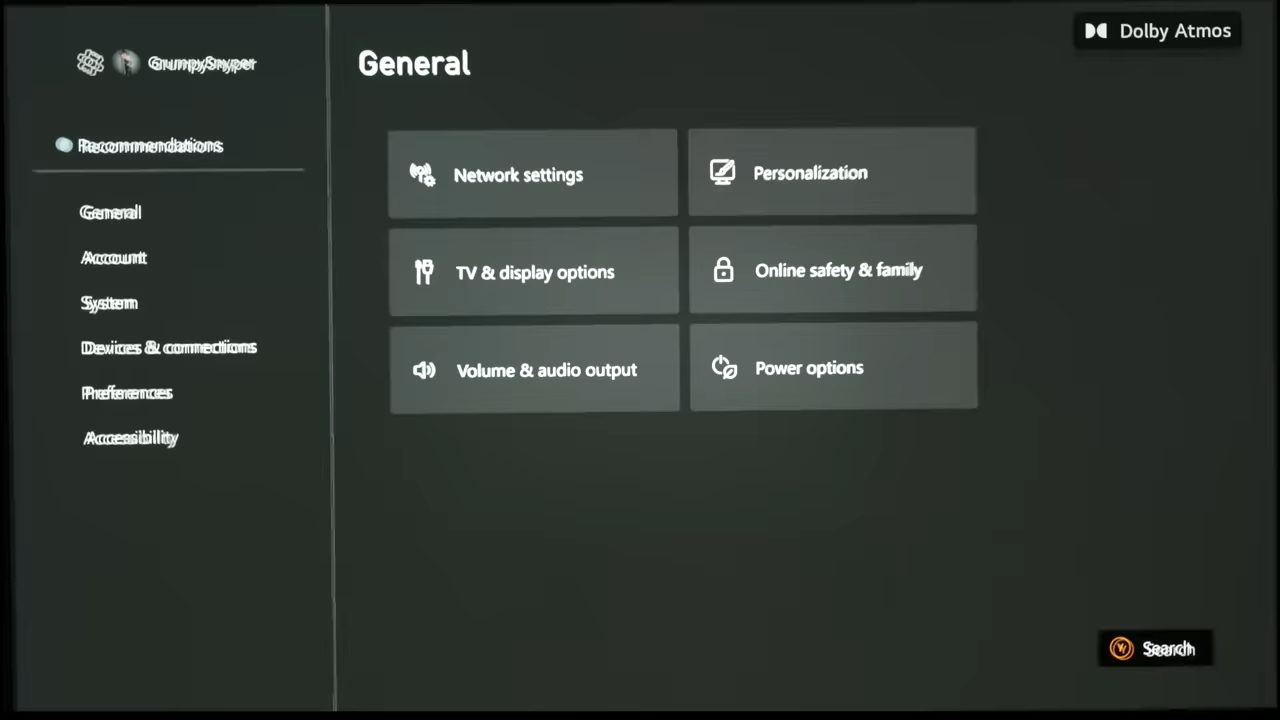 Dolby Atmos
GrumpySnyper
General
Recommendations
Network settings
Personalization
General
Account
TV & display options
Online safety & family
System
Devices & connections
Volume & audio output
Power options
Preferences
Accessibility
Search